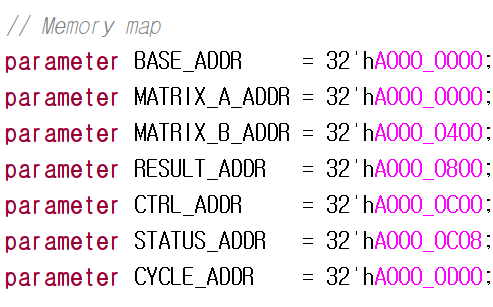 // Memory map
parameter BASE_ADDR = 32'hA000_0000;
parameter MATRIX_A_ADDR = 32'hA000_0000;
parameter MATRIX_B_ADDR = 32'hA000_0400;
parameter RESULT_ADDR = 32'hA000_0800;
parameter CTRL_ADDR = 32'hA000_0C00;
parameter STATUS_ADDR = 32'hA000_0C08;
parameter CYCLE_ADDR = 32'hA000_0D00;